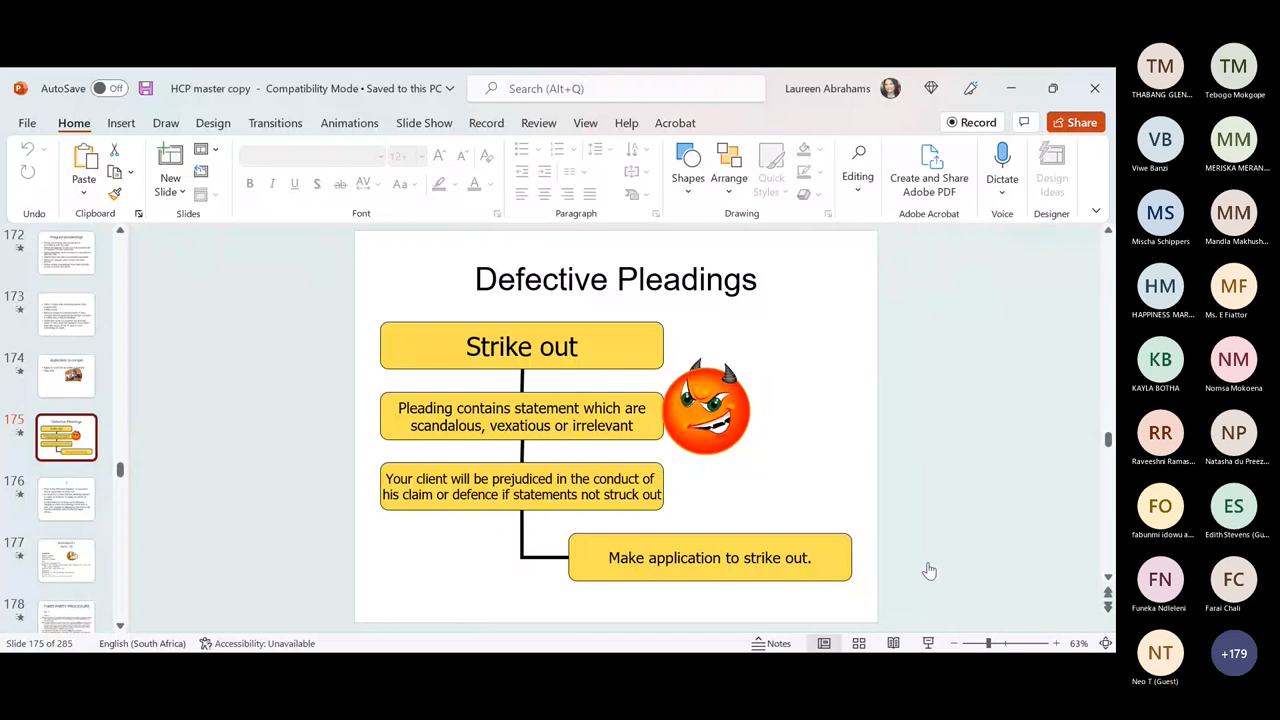 AutoSave Off HCP master copy - Compatibility Mode • Saved to this PC Search (Alt+Q) Laureen Abrahams
File Home Insert Draw Design Transitions Animations Slide Show Record Review View Help Acrobat Record Share
Paste New Slide 12 Shapes Arrange Quick Styles Editing Create and Share Adobe PDF Dictate Design Ideas
Undo Clipboard Slides Font Paragraph Drawing Adobe Acrobat Voice Designer
172
173
174
175
176
177
178
Defective Pleadings
Strike out
Pleading contains statement which are
scandalous, vexatious or irrelevant
Your client will be prejudiced in the conduct of
his claim or defence if statements not struck out
Make application to strike out.
Slide 175 of 285 English (South Africa) Accessibility: Unavailable Notes 63%
TM TM
THABANG GLEN... Tebogo Mokgope
VB MM
Viwe Banzi MERISKA MERAN...
MS MM
Mischa Schippers Mandla Makhush...
HM MF
HAPPINESS MAR... Ms. E Fiattor
KB NM
KAYLA BOTHA Nomsa Mokoena
RR NP
Raveeshni Ramas... Natasha du Preez...
FO ES
fabunmi idowu a... Edith Stevens (Gu...
FN FC
Funeka Ndleleni Farai Chali
NT +179
Neo T (Guest)